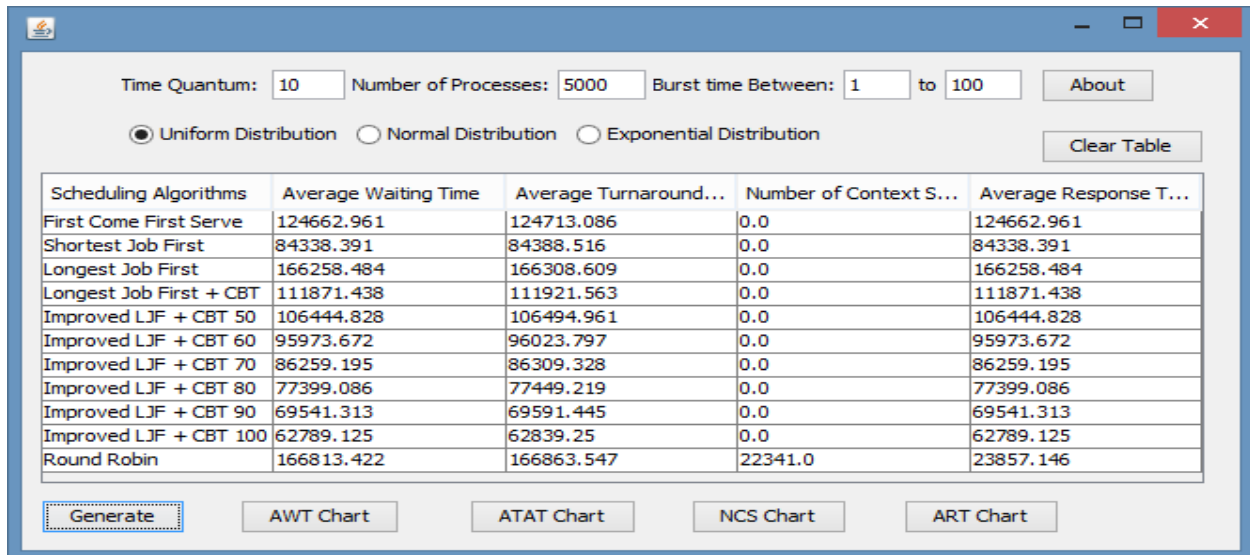 Time Quantum: 10 Number of Processes: 5000 Burst time Between: 1 to 100 About
Uniform Distribution Normal Distribution Exponential Distribution
Clear Table
Scheduling Algorithms Average Waiting Time Average Turnaround... Number of Context S... Average Response T...
First Come First Serve 124662.961 124713.086 0.0 124662.961
Shortest Job First 84338.391 84388.516 0.0 84338.391
Longest Job First 166258.484 166308.609 0.0 166258.484
Longest Job First + CBT 111871.438 111921.563 0.0 111871.438
Improved LJF + CBT 50 106444.828 106494.961 0.0 106444.828
Improved LJF + CBT 60 95973.672 96023.797 0.0 95973.672
Improved LJF + CBT 70 86259.195 86309.328 0.0 86259.195
Improved LJF + CBT 80 77399.086 77449.219 0.0 77399.086
Improved LJF + CBT 90 69541.313 69591.445 0.0 69541.313
Improved LJF + CBT 100 62789.125 62839.25 0.0 62789.125
Round Robin 166813.422 166863.547 22341.0 23857.146
Generate AWT Chart ATAT Chart NCS Chart ART Chart